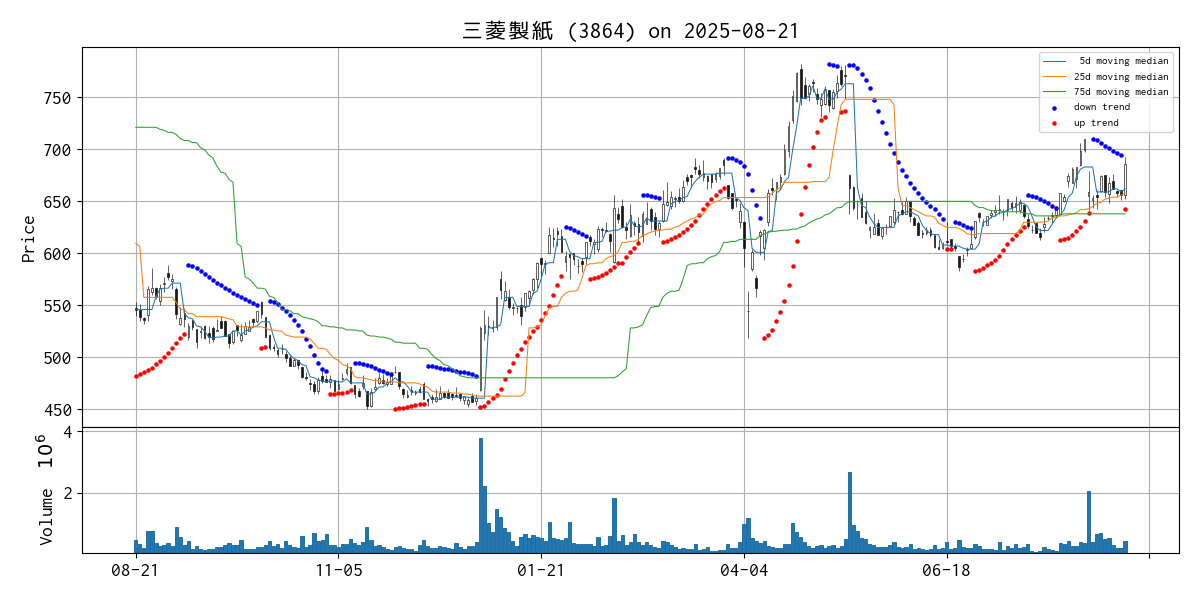 三菱製紙 (3864) on 2025-08-21
5d moving median
25d moving median
75d moving median
down trend
up trend
Price
750
700
650
600
550
500
450
Volume 10^6
4
2
08-21
11-05
01-21
04-04
06-18